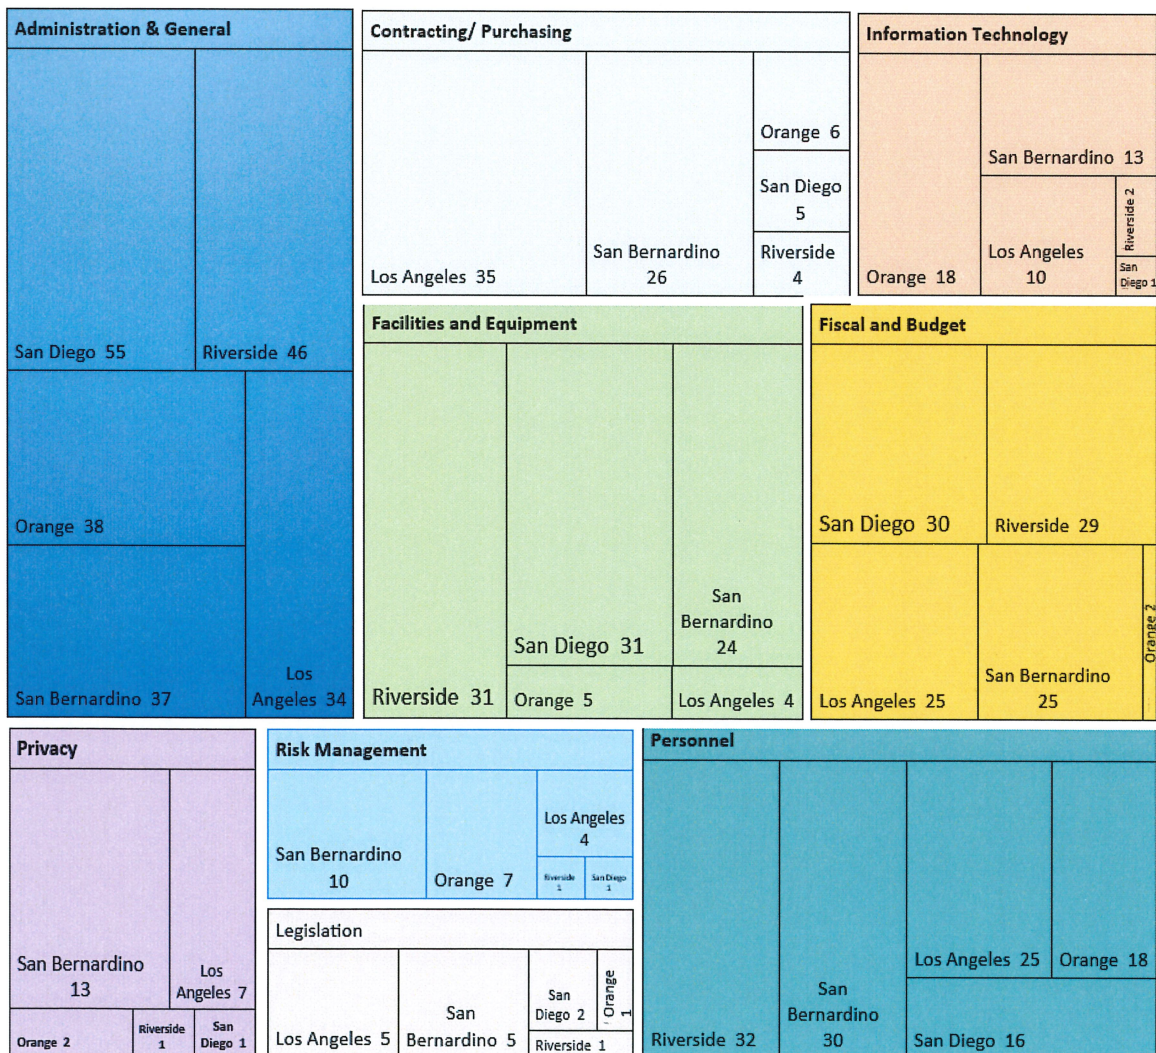 Administration & General
San Diego 55
Riverside 46
Orange 38
San Bernardino 37
Los
Angeles 34
Contracting/ Purchasing
Los Angeles 35
San Bernardino
26
Orange 6
San Diego
5
Riverside
4
Information Technology
Orange 18
San Bernardino 13
Los Angeles
10
Riverside 2
San
Diego 1
Facilities and Equipment
Riverside 31
San Diego 31
San
Bernardino
24
Orange 5
Los Angeles 4
Fiscal and Budget
San Diego 30
Riverside 29
Los Angeles 25
San Bernardino
25
Orange 2
Privacy
San Bernardino
13
Los
Angeles 7
Orange 2
Riverside
1
San
Diego 1
Risk Management
San Bernardino
10
Orange 7
Los Angeles
4
Riverside
1
San Diego
1
Legislation
Los Angeles 5
San
Bernardino 5
San
Diego 2
Orange
1
Riverside 1
Personnel
Riverside 32
San
Bernardino
30
Los Angeles 25
Orange 18
San Diego 16